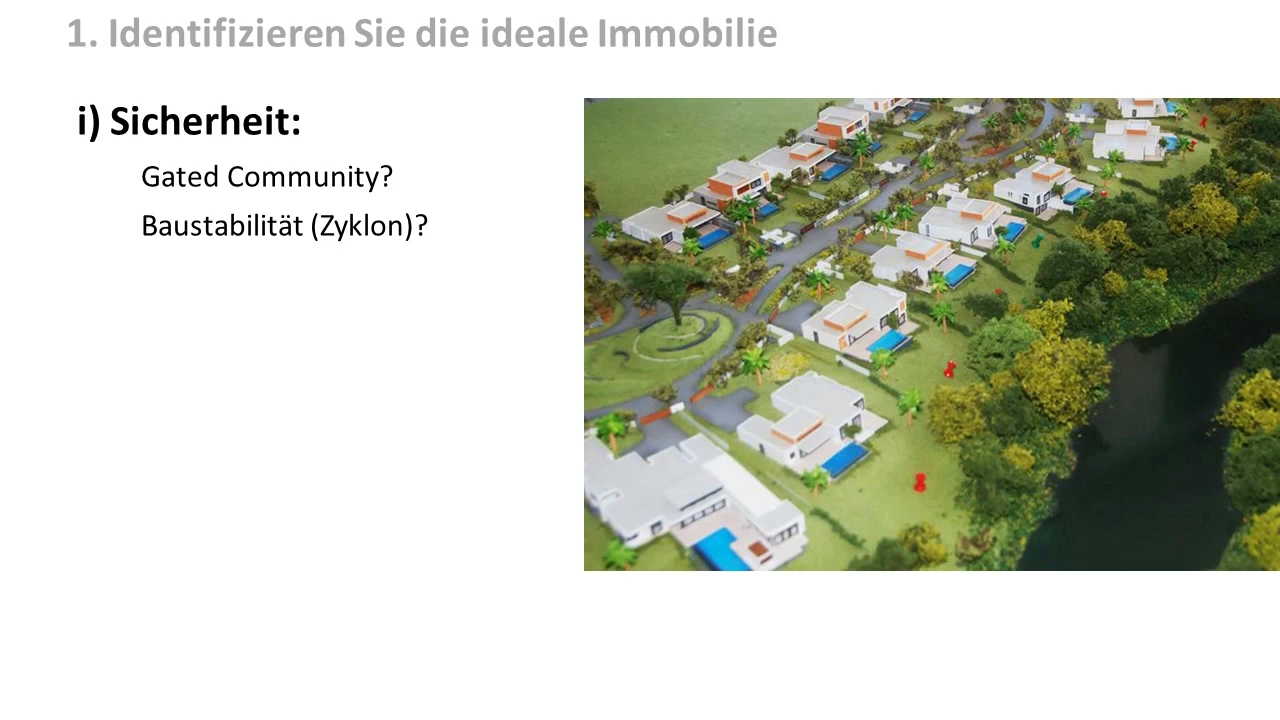 1. Identifizieren Sie die ideale Immobilie
i) Sicherheit:
Gated Community?
Baustabilität (Zyklon)?